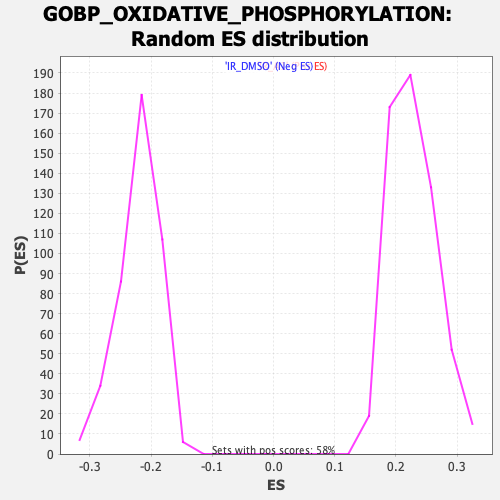 GOBP_OXIDATIVE_PHOSPHORYLATION:
Random ES distribution
'IR_DMSO' (Neg ES)ES)
190
180
170
160
150
140
130
120
110
100
90
80
70
60
50
40
30
20
10
0
P(ES)
Sets with pos scores: 58%
-0.3 -0.2 -0.1 0.0 0.1 0.2 0.3
ES